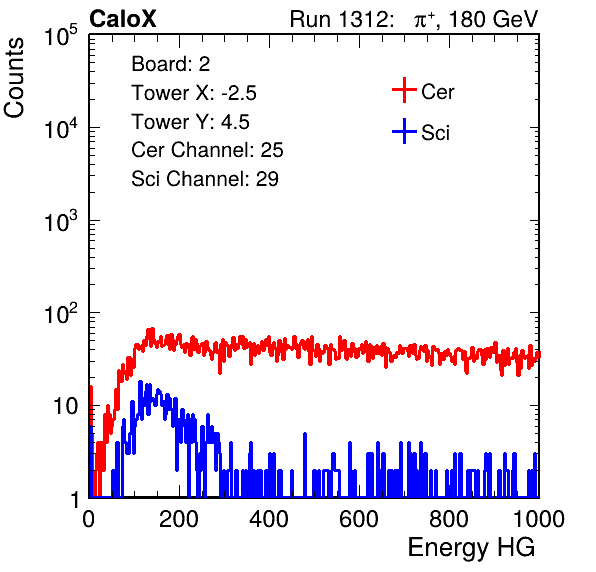 CaloX Run 1312: π+, 180 GeV
Counts
Board: 2
Tower X: -2.5
Tower Y: 4.5
Cer Channel: 25
Sci Channel: 29
Cer
Sci
10^5
10^4
10^3
10^2
10
1
0 200 400 600 800 1000
Energy HG